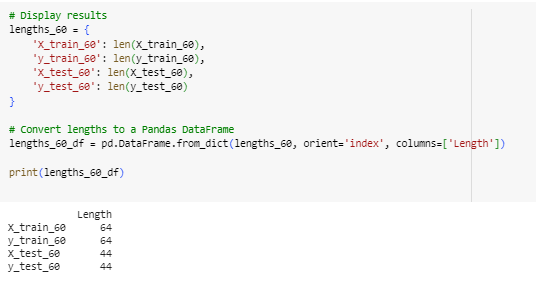 # Display results
lengths_60 = {
    'X_train_60': len(X_train_60),
    'y_train_60': len(y_train_60),
    'X_test_60': len(X_test_60),
    'y_test_60': len(y_test_60)
}
# Convert lengths to a Pandas DataFrame
lengths_60_df = pd.DataFrame.from_dict(lengths_60, orient='index', columns=['Length'])
print(lengths_60_df)
            Length
X_train_60      64
y_train_60      64
X_test_60       44
y_test_60       44